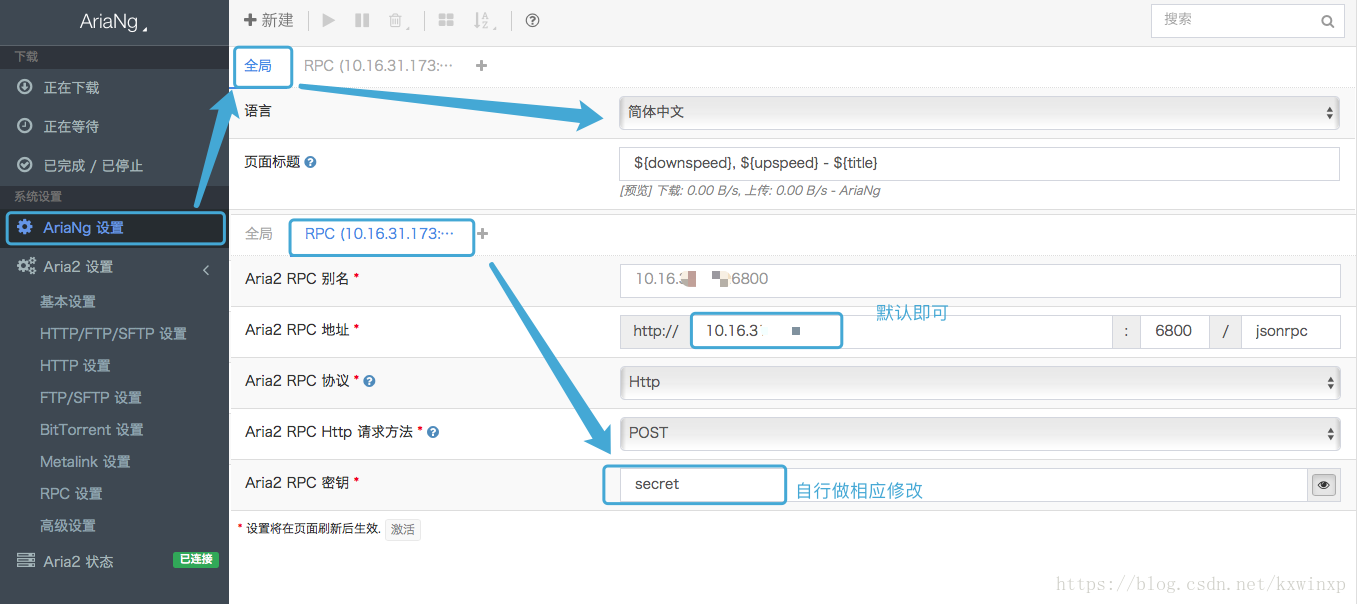 AriaNg
下载
正在下载
正在等待
已完成 / 已停止
系统设置
AriaNg 设置
Aria2 设置
基本设置
HTTP/FTP/SFTP 设置
HTTP 设置
FTP/SFTP 设置
BitTorrent 设置
Metalink 设置
RPC 设置
高级设置
Aria2 状态 已连接
新建
搜索
全局 RPC (10.16.31.173:···
语言 简体中文
页面标题 ${downspeed}, ${upspeed} - ${title}
[预览] 下载: 0.00 B/s, 上传: 0.00 B/s - AriaNg
全局 RPC (10.16.31.173:···
Aria2 RPC 别名 * 10.16. 6800
默认即可
Aria2 RPC 地址 * http:// 10.16.3 : 6800 / jsonrpc
Aria2 RPC 协议 * Http
Aria2 RPC Http 请求方法 * POST
Aria2 RPC 密钥 * secret 自行做相应修改
* 设置将在页面刷新后生效. 激活
https://blog.csdn.net/kxwinxp